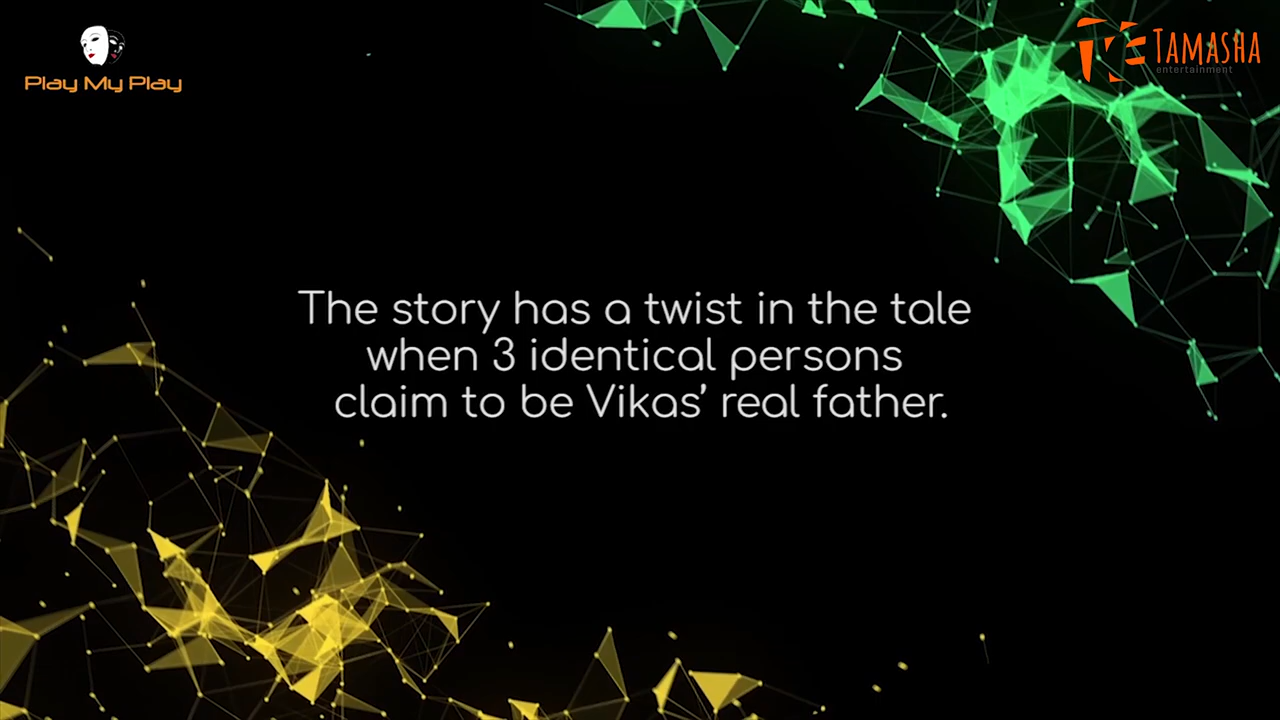 Play My Play
TAMASHA
entertainment
The story has a twist in the tale
when 3 identical persons
claim to be Vikas’ real father.